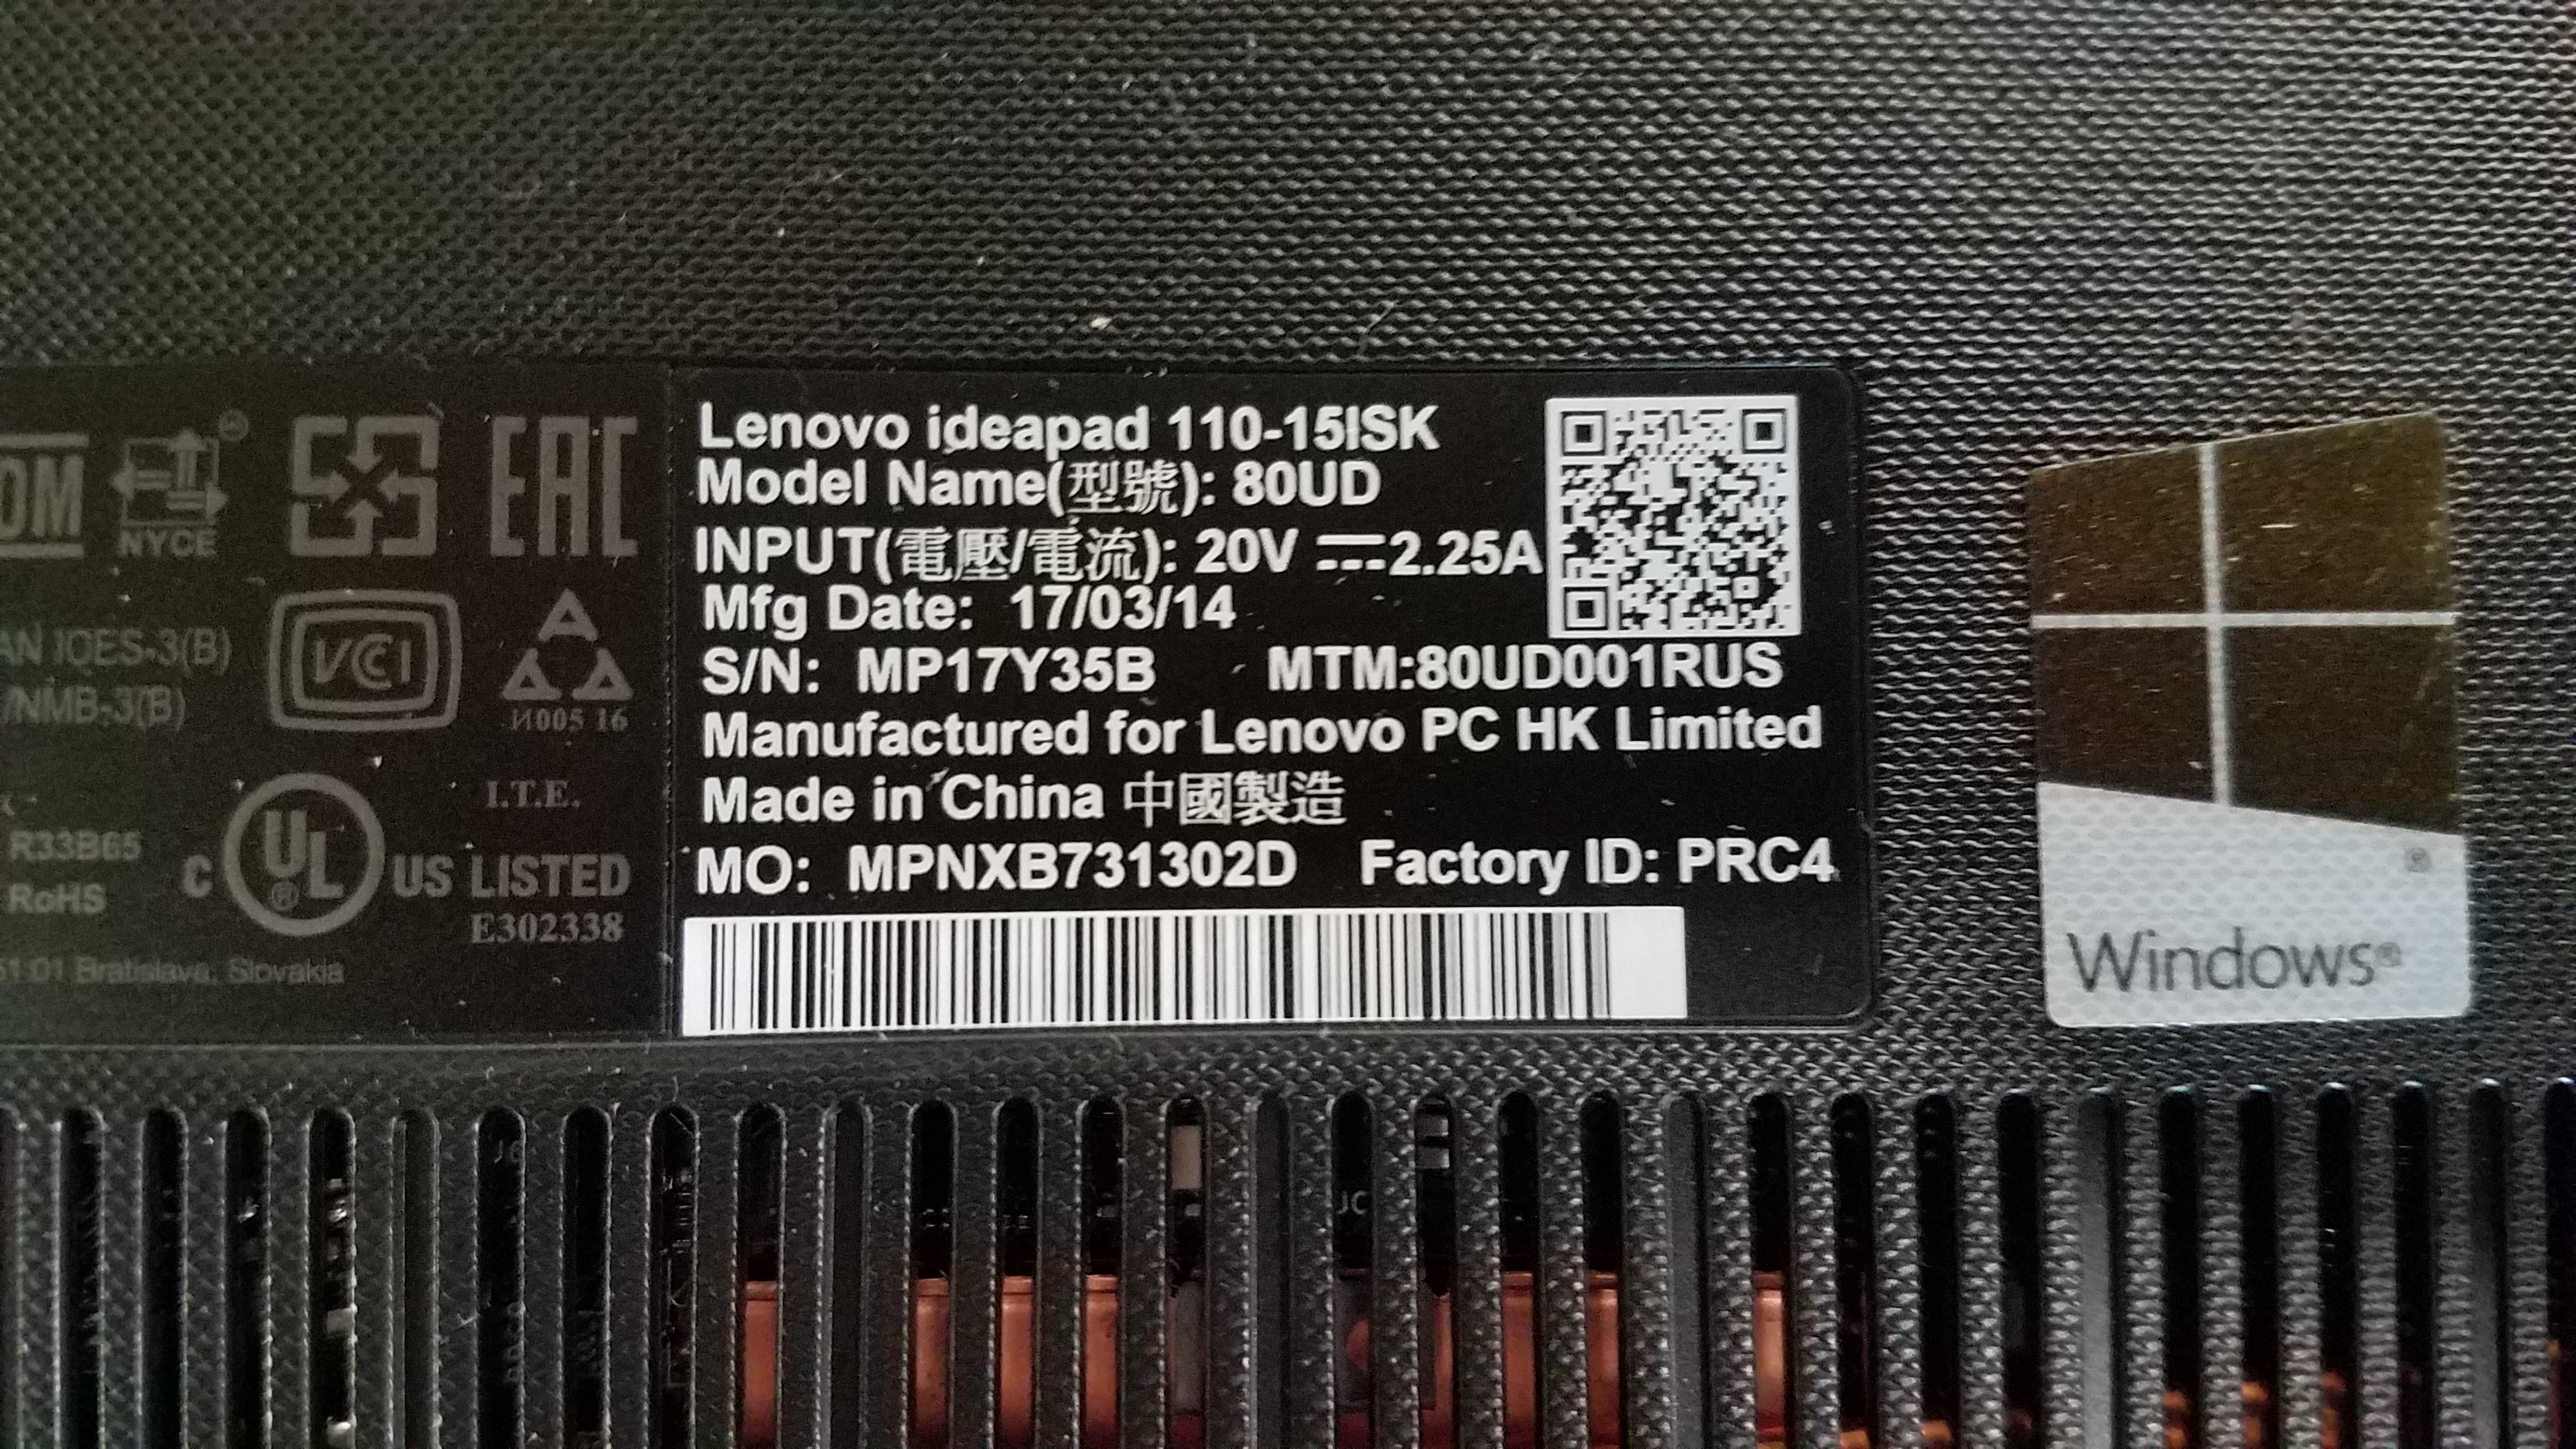 NYCE
EAC
AN ICES-3(B)
/NMB-3(B)
VCI
И005 16
R33B65
RoHS
C UL ® US LISTED
I.T.E.
E302338
51 01 Bratislava, Slovakia
Lenovo ideapad 110-15ISK
Model Name(型號): 80UD
INPUT(電壓/電流): 20V ⎓2.25A
Mfg Date: 17/03/14
S/N: MP17Y35B MTM:80UD001RUS
Manufactured for Lenovo PC HK Limited
Made in China 中國製造
MO: MPNXB731302D Factory ID: PRC4
Windows®
JC